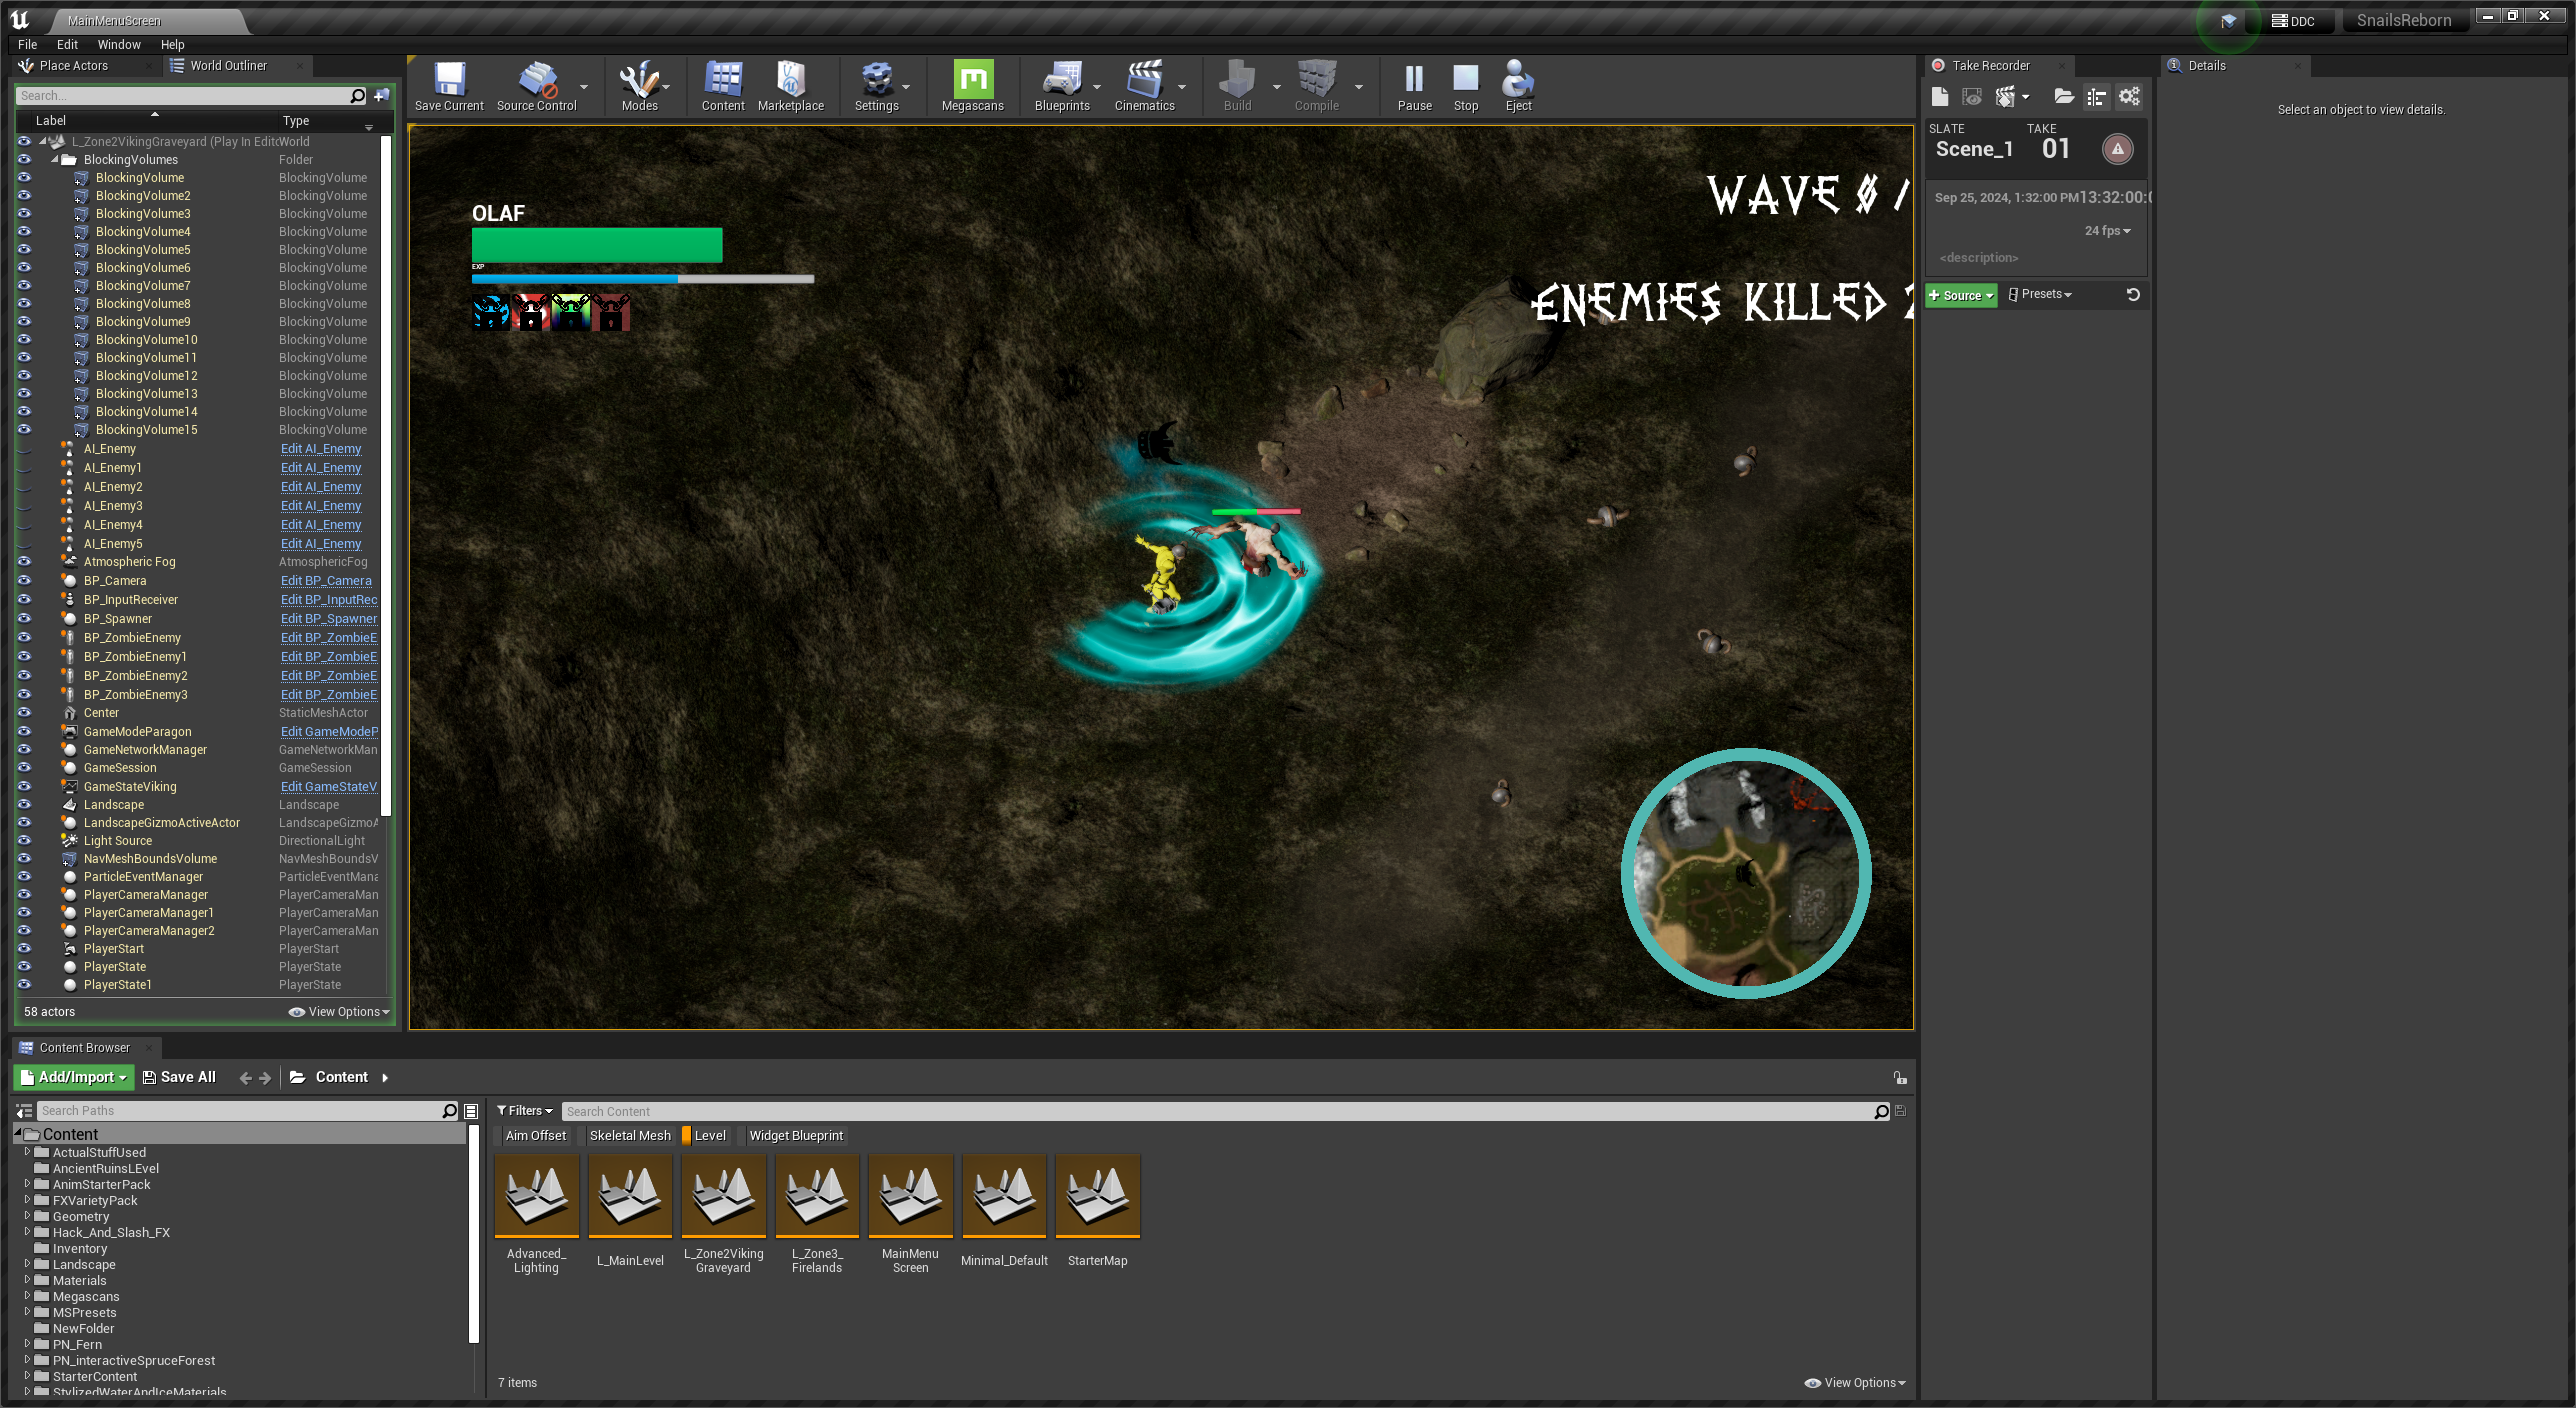 MainMenuScreen
DDC
SnailsReborn
File Edit Window Help
Place Actors
World Outliner
Search...
Label Type
L_Zone2VikingGraveyard (Play In Edito World
BlockingVolumes Folder
BlockingVolume BlockingVolume
BlockingVolume2 BlockingVolume
BlockingVolume3 BlockingVolume
BlockingVolume4 BlockingVolume
BlockingVolume5 BlockingVolume
BlockingVolume6 BlockingVolume
BlockingVolume7 BlockingVolume
BlockingVolume8 BlockingVolume
BlockingVolume9 BlockingVolume
BlockingVolume10 BlockingVolume
BlockingVolume11 BlockingVolume
BlockingVolume12 BlockingVolume
BlockingVolume13 BlockingVolume
BlockingVolume14 BlockingVolume
BlockingVolume15 BlockingVolume
AI_Enemy Edit AI_Enemy
AI_Enemy1 Edit AI_Enemy
AI_Enemy2 Edit AI_Enemy
AI_Enemy3 Edit AI_Enemy
AI_Enemy4 Edit AI_Enemy
AI_Enemy5 Edit AI_Enemy
Atmospheric Fog AtmosphericFog
BP_Camera Edit BP_Camera
BP_InputReceiver Edit BP_InputRec
BP_Spawner Edit BP_Spawner
BP_ZombieEnemy Edit BP_ZombieE
BP_ZombieEnemy1 Edit BP_ZombieE
BP_ZombieEnemy2 Edit BP_ZombieE
BP_ZombieEnemy3 Edit BP_ZombieE
Center StaticMeshActor
GameModeParagon Edit GameModeP
GameNetworkManager GameNetworkMan
GameSession GameSession
GameStateViking Edit GameStateV
Landscape Landscape
LandscapeGizmoActiveActor LandscapeGizmoA
Light Source DirectionalLight
NavMeshBoundsVolume NavMeshBoundsV
ParticleEventManager ParticleEventMana
PlayerCameraManager PlayerCameraMan
PlayerCameraManager1 PlayerCameraMan
PlayerCameraManager2 PlayerCameraMan
PlayerStart PlayerStart
PlayerState PlayerState
PlayerState1 PlayerState
58 actors View Options
Save Current Source Control Modes Content Marketplace Settings Megascans Blueprints Cinematics Build Compile Pause Stop Eject
OLAF
EXP
WAVE 0 /
ENEMIES KILLED
Take Recorder
SLATE TAKE
Scene_1 01
Sep 25, 2024, 1:32:00 PM 13:32:00:0
24 fps
<description>
Source Presets
Details
Select an object to view details.
Content Browser
Add/Import Save All Content
Search Paths
Content
ActualStuffUsed
AncientRuinsLEvel
AnimStarterPack
FXVarietyPack
Geometry
Hack_And_Slash_FX
Inventory
Landscape
Materials
Megascans
MSPresets
NewFolder
PN_Fern
PN_interactiveSpruceForest
StarterContent
StylizedWaterAndIceMaterials
Filters Search Content
Aim Offset Skeletal Mesh Level Widget Blueprint
Advanced_
Lighting
L_MainLevel
L_Zone2Viking
Graveyard
L_Zone3_
Firelands
MainMenu
Screen
Minimal_Default
StarterMap
7 items View Options